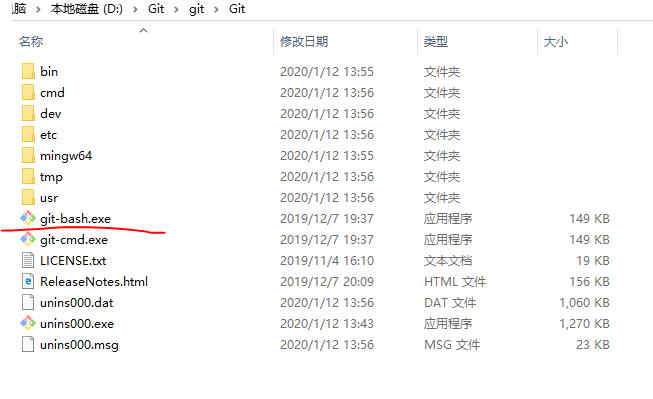 脑 > 本地磁盘 (D:) > Git > git > Git
名称 修改日期 类型 大小
bin 2020/1/12 13:55 文件夹
cmd 2020/1/12 13:56 文件夹
dev 2020/1/12 13:56 文件夹
etc 2020/1/12 13:56 文件夹
mingw64 2020/1/12 13:55 文件夹
tmp 2020/1/12 13:56 文件夹
usr 2020/1/12 13:56 文件夹
git-bash.exe 2019/12/7 19:37 应用程序 149 KB
git-cmd.exe 2019/12/7 19:37 应用程序 149 KB
LICENSE.txt 2019/11/4 16:10 文本文档 19 KB
ReleaseNotes.html 2019/12/7 20:09 HTML 文件 156 KB
unins000.dat 2020/1/12 13:56 DAT 文件 1,060 KB
unins000.exe 2020/1/12 13:43 应用程序 1,270 KB
unins000.msg 2020/1/12 13:56 MSG 文件 23 KB